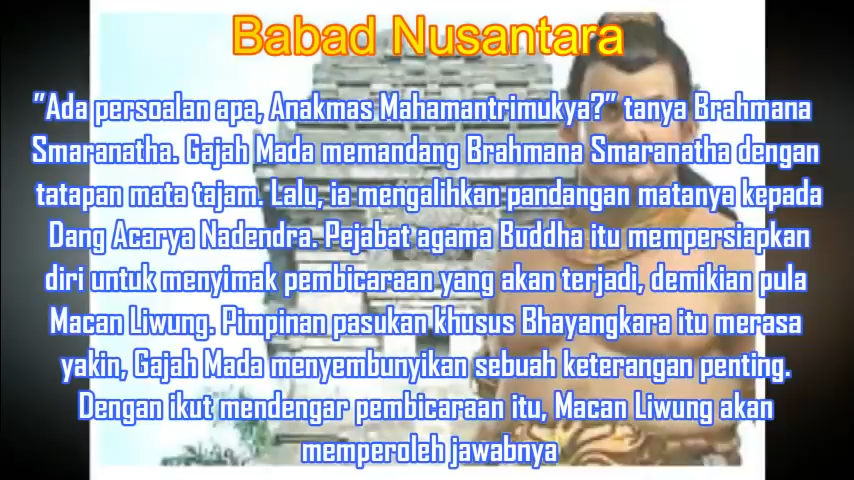 Babad Nusantara
"Ada persoalan apa, Anakmas Mahamantrimukya?" tanya Brahmana
Smaranatha. Gajah Mada memandang Brahmana Smaranatha dengan
tatapan mata tajam. Lalu, ia mengalihkan pandangan matanya kepada
Dang Acarya Nadendra. Pejabat agama Buddha itu mempersiapkan
diri untuk menyimak pembicaraan yang akan terjadi, demikian pula
Macan Liwung. Pimpinan pasukan khusus Bhayangkara itu merasa
yakin, Gajah Mada menyembunyikan sebuah keterangan penting.
Dengan ikut mendengar pembicaraan itu, Macan Liwung akan
memperoleh jawabnya